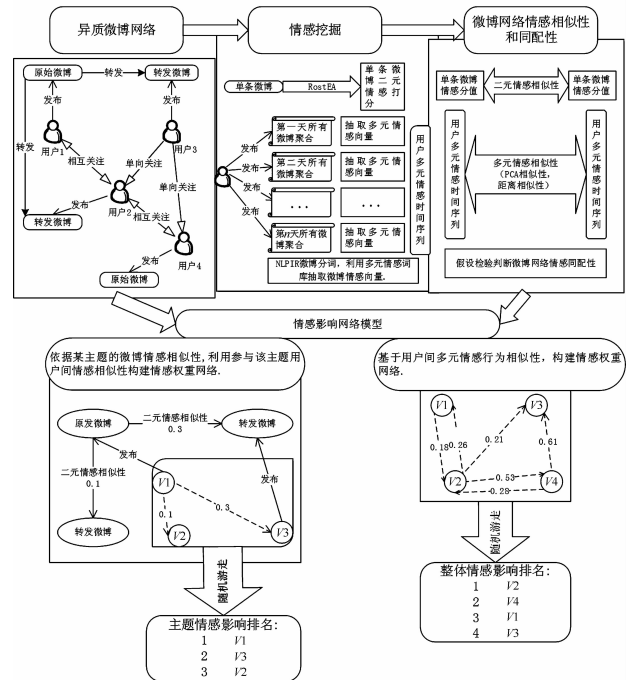 异质微博网络
情感挖掘
微博网络情感相似性
和同配性
原始微博
转发
转发微博
发布
发布
用户1
用户3
转发
相互关注
单向关注
单向关注
用户2
发布
相互关注
转发微博
用户4
发布
原始微博
单条微博
RostEA
单条微
博二元
情感打
分
发布
第一天所有
微博聚合
抽取多元情
感向量
发布
第二天所有
微博聚合
抽取多元情
感向量
发布
...
...
发布
第n天所有微
博聚合
抽取多元情
感向量
用户多元情感时间序列
NLPIR微博分词，利用多元情感词
库抽取微博情感向量.
单条微博
情感分值
二元情感相似性
单条微博
情感分值
用户多元情感时间序列
多元情感相似性
（PCA相似性，
距离相似性）
用户多元情感时间序列
假设检验判断微博网络情感同配性
情感影响网络模型
依据某主题的微博情感相似性,利用参与该主题用
户间情感相似性构建情感权重网络.
基于用户间多元情感行为相似性，构建情感权重
网络.
原发微博
二元情感相似性
0.3
转发微博
发布
二元情感相似性
0.1
发布
转发微博
V1
0.1
0.3
V2
V3
V1
V3
0.18
0.26
0.21
0.61
V2
0.53
V4
0.28
随机游走
随机游走
主题情感影响排名:
1 V1
2 V3
3 V2
整体情感影响排名:
1 V2
2 V4
3 V1
4 V3